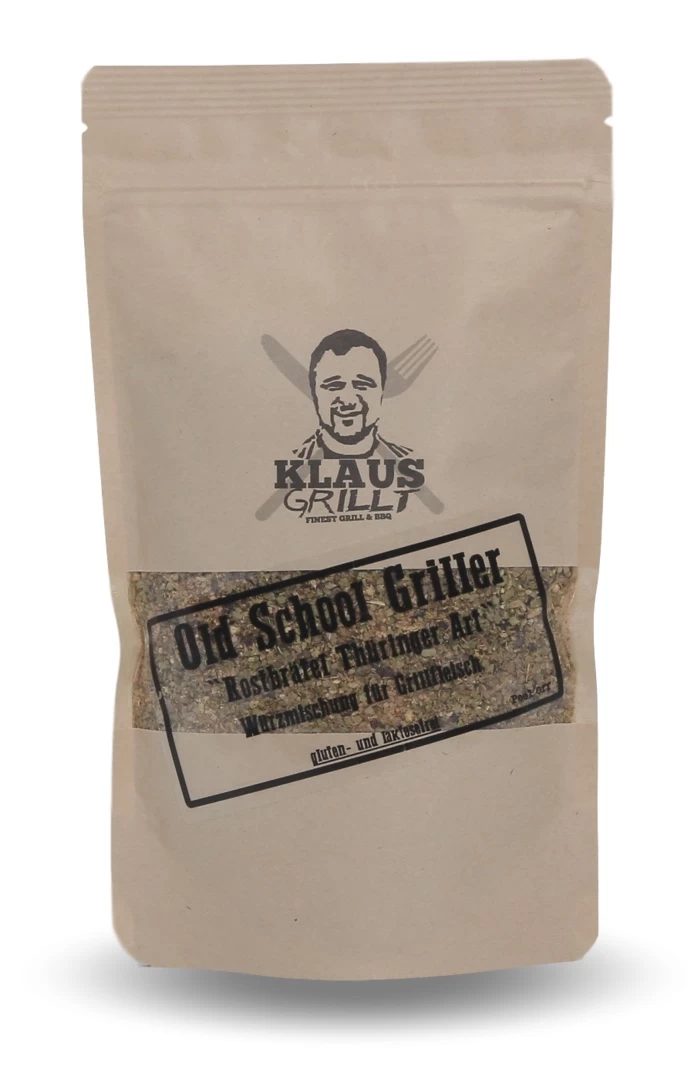 KLAUS
GRILLT
FINEST GRILL & BBQ
Old School Griller
"Rostbrätel Thüringer Art"
Würzmischung für Grillfleisch
gluten- und laktosefrei